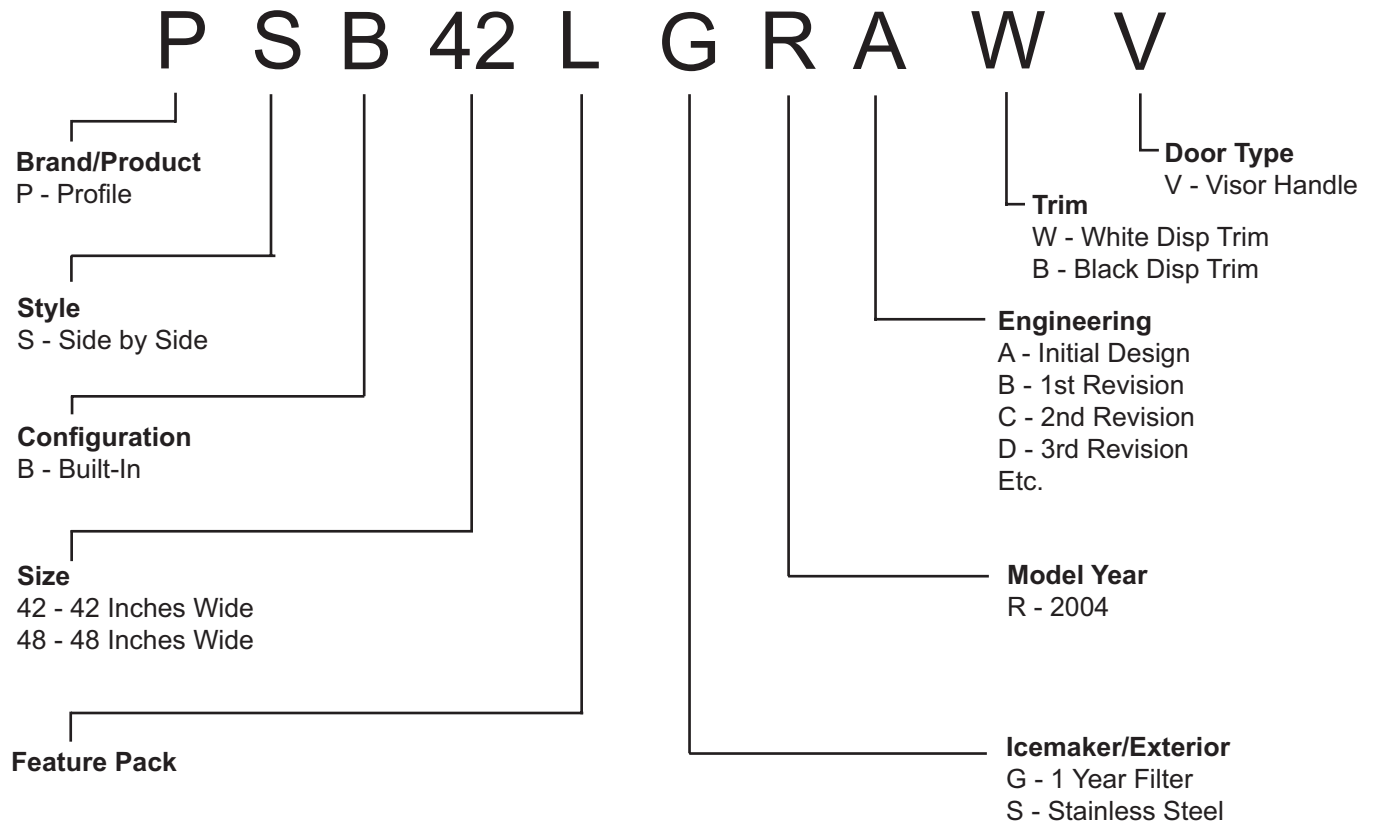 P S B 42 L G R A W V
Brand/Product
P - Profile
Style
S - Side by Side
Configuration
B - Built-In
Size
42 - 42 Inches Wide
48 - 48 Inches Wide
Feature Pack
Door Type
V - Visor Handle
Trim
W - White Disp Trim
B - Black Disp Trim
Engineering
A - Initial Design
B - 1st Revision
C - 2nd Revision
D - 3rd Revision
Etc.
Model Year
R - 2004
Icemaker/Exterior
G - 1 Year Filter
S - Stainless Steel